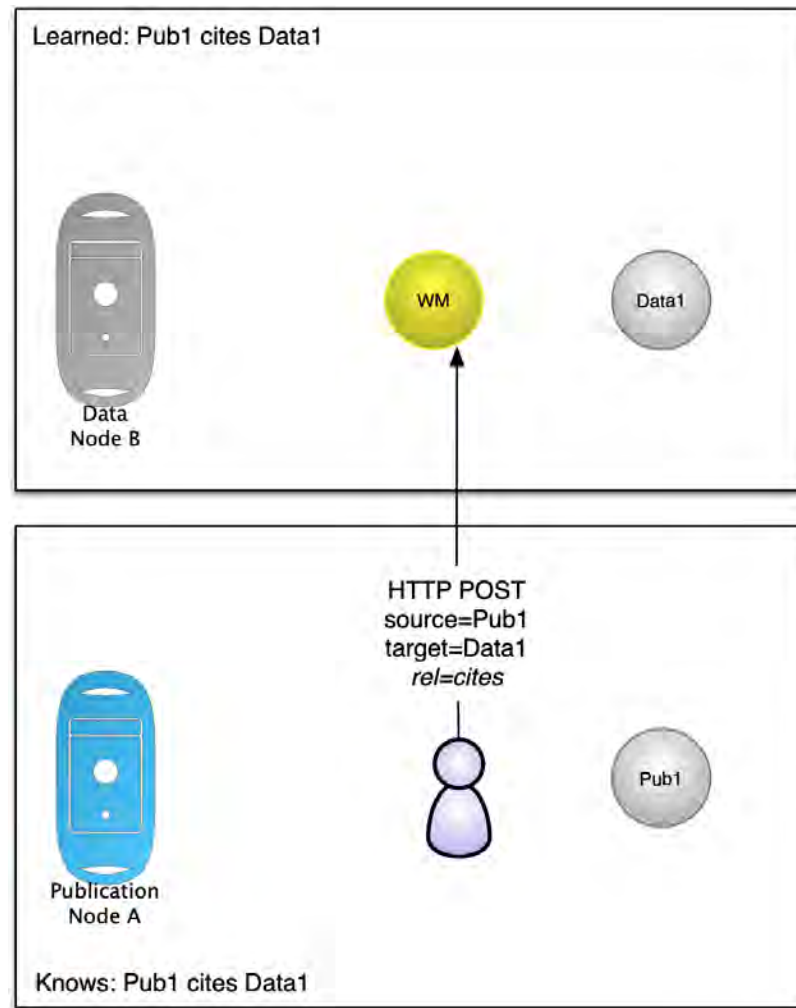 Learned: Pub1 cites Data1
WM
Data1
Data
Node B
HTTP POST
source=Pub1
target=Data1
rel=cites
Pub1
Publication
Node A
Knows: Pub1 cites Data1